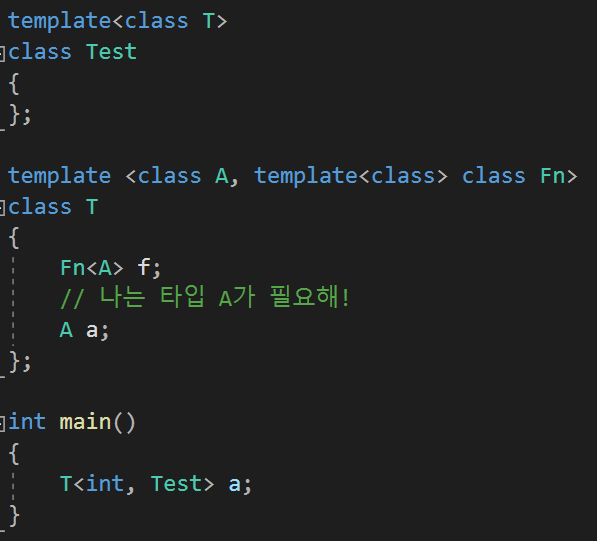 template<class T>
class Test
{
};
template <class A, template<class> class Fn>
class T
{
Fn<A> f;
// 나는 타입 A가 필요해!
A a;
};
int main()
{
T<int, Test> a;
}